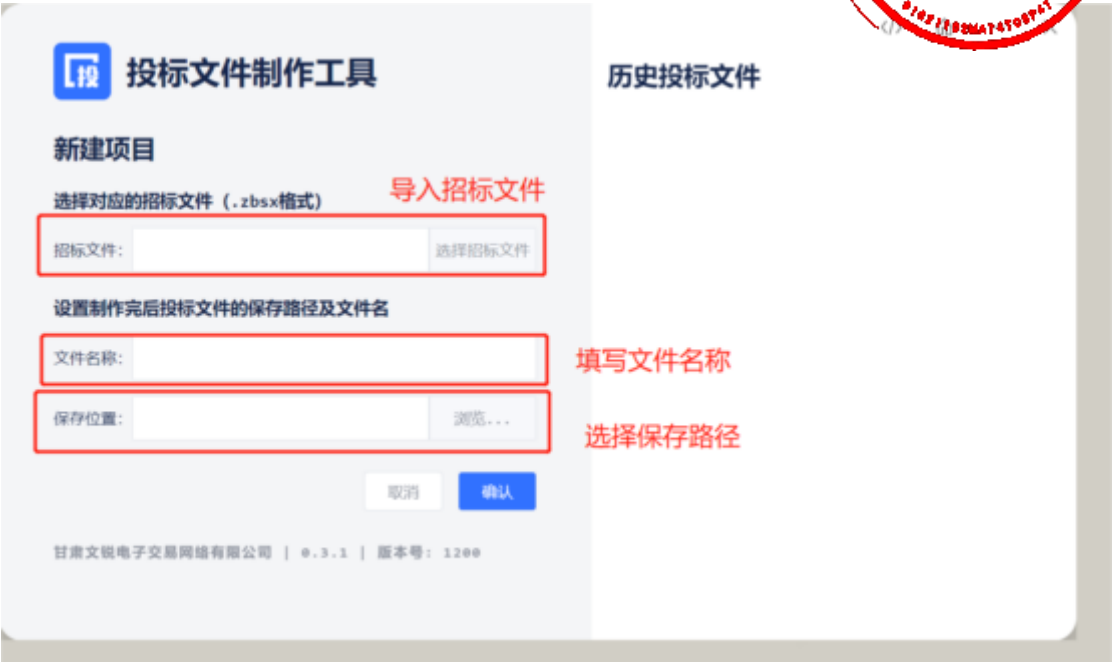 投
投标文件制作工具
新建项目
选择对应的招标文件（.zbsx格式）
导入招标文件
招标文件：
选择招标文件
设置制作完后投标文件的保存路径及文件名
文件名称：
填写文件名称
保存位置：
浏览...
选择保存路径
取消
确认
甘肃文锐电子交易网络有限公司 | 0.3.1 | 版本号：1200
历史投标文件